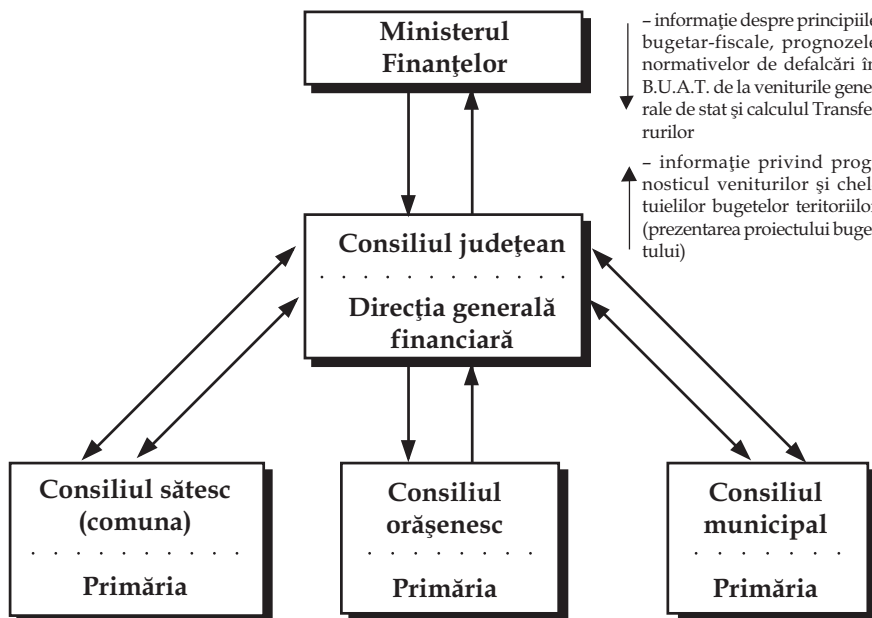 Ministerul
Finanţelor
– informaţie despre principiile
bugetar-fiscale, prognozele
normativelor de defalcări în
B.U.A.T. de la veniturile gene
rale de stat şi calculul Transfe
rurilor
– informaţie privind prog
nosticul veniturilor şi chel
tuielilor bugetelor teritoriilor
(prezentarea proiectului buge
tului)
Consiliul judeţean
. . . . . . . . . . . .
Direcţia generală
financiară
Consiliul sătesc
(comuna)
. . . . . . . . . .
Primăria
Consiliul
orăşenesc
. . . . . . . .
Primăria
Consiliul
municipal
. . . . . . . . .
Primăria